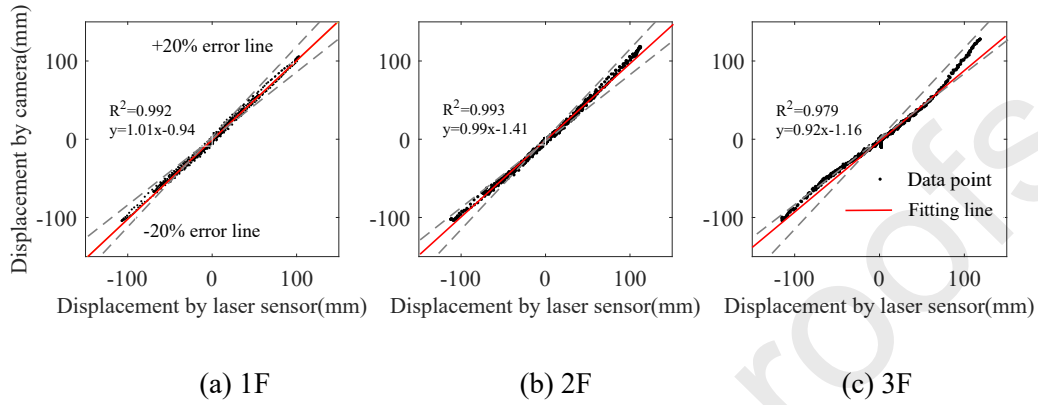 Displacement by camera(mm)
100
0
-100
+20% error line
R²=0.992
y=1.01x-0.94
-20% error line
-100
0
100
Displacement by laser sensor(mm)
(a) 1F
100
0
-100
R²=0.993
y=0.99x-1.41
-100
0
100
Displacement by laser sensor(mm)
(b) 2F
100
0
-100
R²=0.979
y=0.92x-1.16
Data point
Fitting line
-100
0
100
Displacement by laser sensor(mm)
(c) 3F
roofs